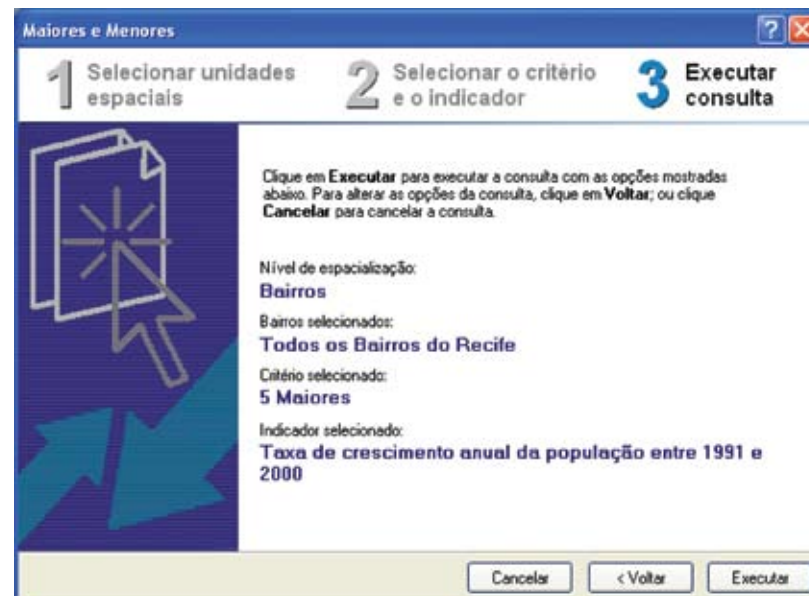 Maiores e Menores
1 Selecionar unidades
espaciais
2 Selecionar o critério
e o indicador
3 Executar
consulta
Clique em Executar para executar a consulta com as opções mostradas
abaixo. Para alterar as opções da consulta, clique em Voltar; ou clique
Cancelar para cancelar a consulta.
Nível de espacialização:
Bairros
Bairros selecionados:
Todos os Bairros do Recife
Critério selecionado:
5 Maiores
Indicador selecionado:
Taxa de crescimento anual da população entre 1991 e
2000
Cancelar
< Voltar
Executar